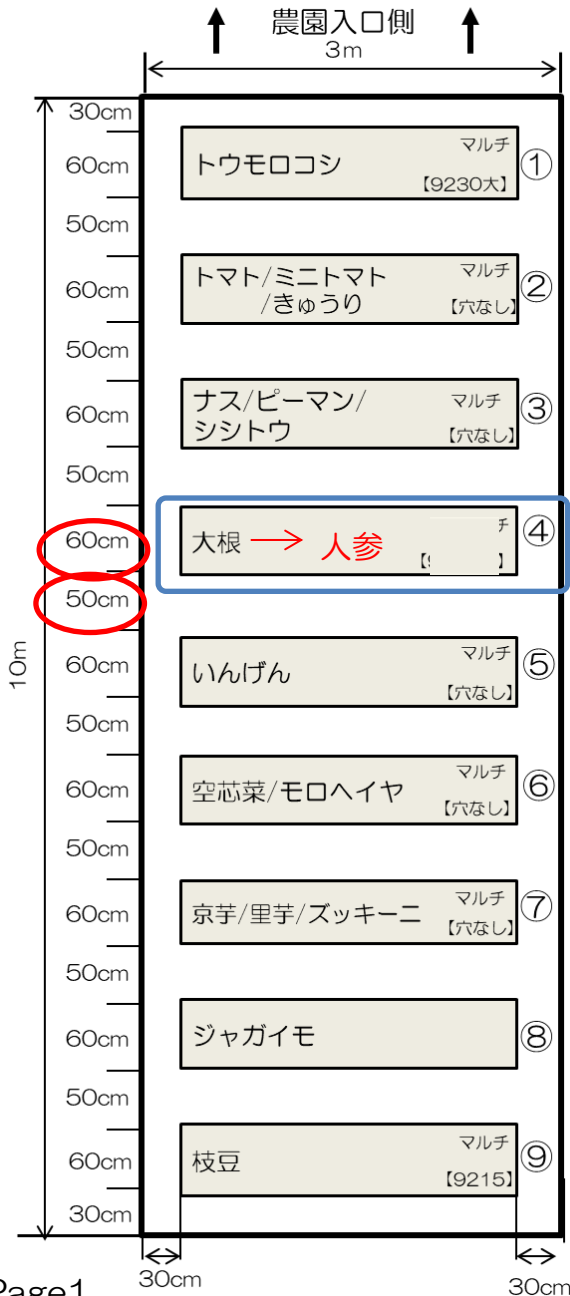 農園入口側
3m
10m
30cm
60cm
トウモロコシ
マルチ
【9230大】
①
50cm
60cm
トマト/ミニトマト
/きゅうり
マルチ
【穴なし】
②
50cm
60cm
ナス/ピーマン/
シシトウ
マルチ
【穴なし】
③
50cm
60cm
大根 → 人参
チ
【9 】
④
50cm
60cm
いんげん
マルチ
【穴なし】
⑤
50cm
60cm
空芯菜/モロヘイヤ
マルチ
【穴なし】
⑥
50cm
60cm
京芋/里芋/ズッキーニ
マルチ
【穴なし】
⑦
50cm
60cm
ジャガイモ
⑧
50cm
60cm
枝豆
マルチ
【9215】
⑨
30cm
30cm
30cm
Page1